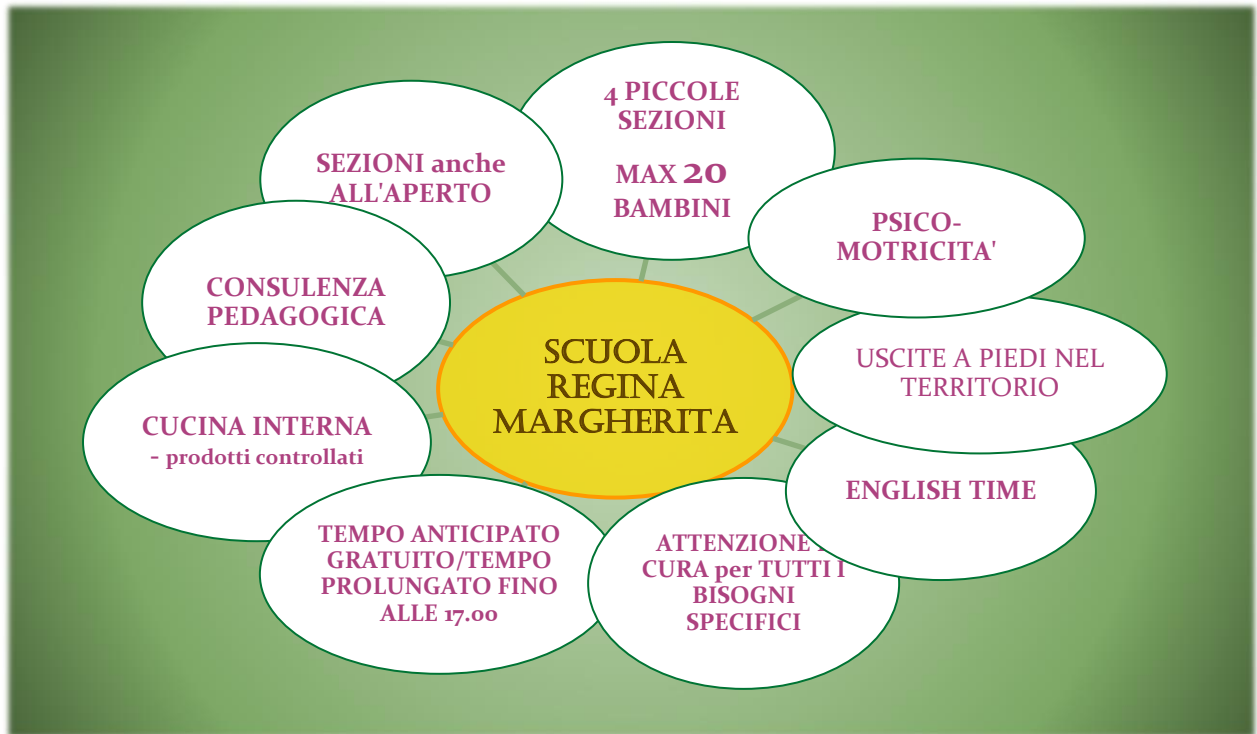 4 PICCOLE
SEZIONI
MAX 20
BAMBINI
PSICO-
MOTRICITA'
USCITE A PIEDI NEL
TERRITORIO
ENGLISH TIME
ATTENZIONE
CURA per TUTTI I
BISOGNI
SPECIFICI
TEMPO ANTICIPATO
GRATUITO/TEMPO
PROLUNGATO FINO
ALLE 17.00
CUCINA INTERNA
- prodotti controllati
CONSULENZA
PEDAGOGICA
SEZIONI anche
ALL'APERTO
SCUOLA
REGINA
MARGHERITA